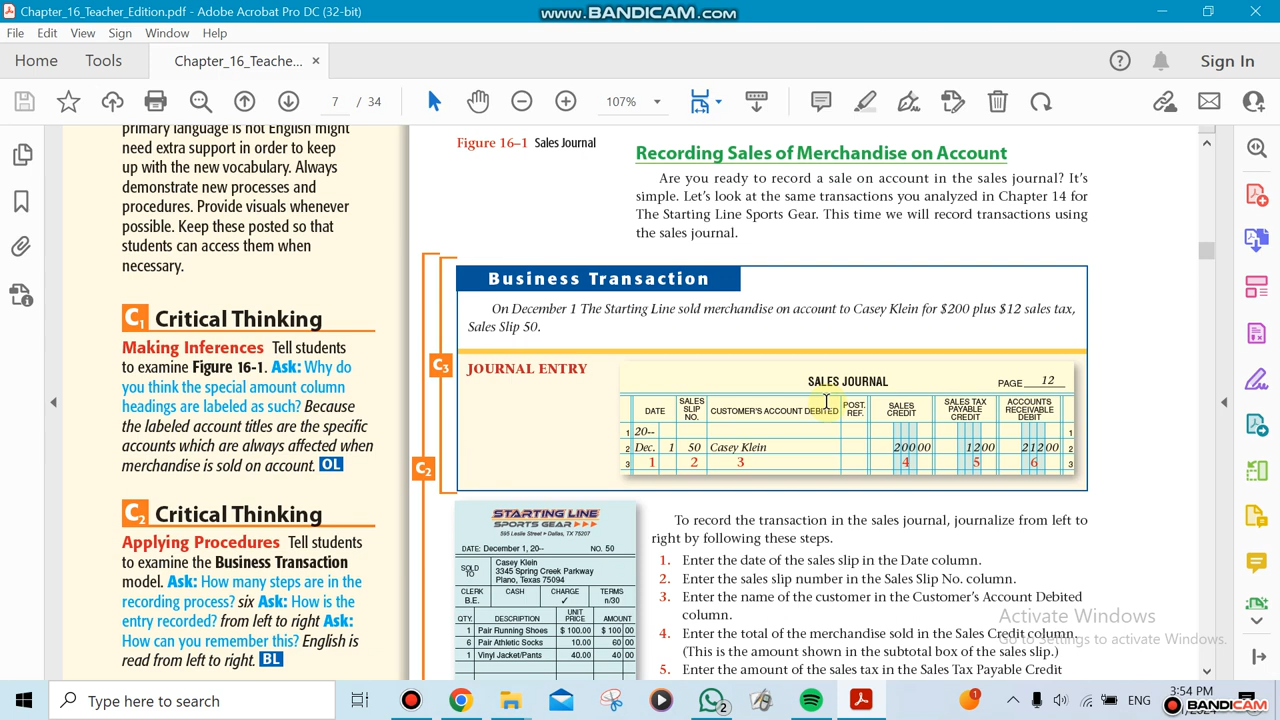 Chapter_16_Teacher_Edition.pdf - Adobe Acrobat Pro DC (32-bit)
www.BANDICAM.com
File Edit View Sign Window Help
Home Tools Chapter_16_Teache... × Sign In
7 / 34 107%
primary language is not English might
need extra support in order to keep
up with the new vocabulary. Always
demonstrate new processes and
procedures. Provide visuals whenever
possible. Keep these posted so that
students can access them when
necessary.
C1 Critical Thinking
Making Inferences Tell students
to examine Figure 16-1. Ask: Why do
you think the special amount column
headings are labeled as such? Because
the labeled account titles are the specific
accounts which are always affected when
merchandise is sold on account. OL
C2 Critical Thinking
Applying Procedures Tell students
to examine the Business Transaction
model. Ask: How many steps are in the
recording process? six Ask: How is the
entry recorded? from left to right Ask:
How can you remember this? English is
read from left to right. BL
Figure 16–1 Sales Journal
Recording Sales of Merchandise on Account
Are you ready to record a sale on account in the sales journal? It's
simple. Let's look at the same transactions you analyzed in Chapter 14 for
The Starting Line Sports Gear. This time we will record transactions using
the sales journal.
C3
C2
Business Transaction
On December 1 The Starting Line sold merchandise on account to Casey Klein for $200 plus $12 sales tax,
Sales Slip 50.
JOURNAL ENTRY
SALES JOURNAL PAGE 12
DATE SALES SLIP NO. CUSTOMER'S ACCOUNT DEBITED POST. REF. SALES CREDIT SALES TAX PAYABLE CREDIT ACCOUNTS RECEIVABLE DEBIT
1 20-- 1
2 Dec. 1 50 Casey Klein 200 00 12 00 212 00 2
3 1 2 3 4 5 6 3
STARTING LINE
SPORTS GEAR
595 Leslie Street • Dallas, TX 75207
DATE: December 1, 20-- NO. 50
SOLD TO Casey Klein
3345 Spring Creek Parkway
Plano, Texas 75094
CLERK B.E. CASH CHARGE ✓ TERMS n/30
QTY. DESCRIPTION UNIT PRICE AMOUNT
1 Pair Running Shoes $ 100.00 $ 100 00
6 Pair Athletic Socks 10.00 60 00
1 Vinyl Jacket/Pants 40.00 40 00
To record the transaction in the sales journal, journalize from left to
right by following these steps.
1. Enter the date of the sales slip in the Date column.
2. Enter the sales slip number in the Sales Slip No. column.
3. Enter the name of the customer in the Customer's Account Debited
column.
4. Enter the total of the merchandise sold in the Sales Credit column.
(This is the amount shown in the subtotal box of the sales slip.)
5. Enter the amount of the sales tax in the Sales Tax Payable Credit
Activate Windows
Go to Settings to activate Windows.
Type here to search
2
1
ENG
3:54 PM
BANDICAM